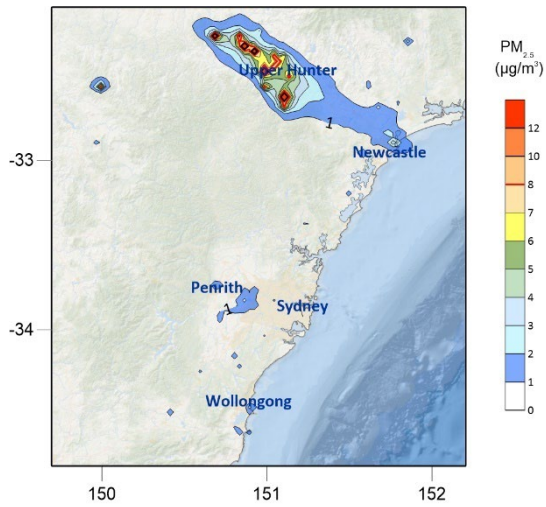 PM2.5
(µg/m³)
Upper Hunter
1
Newcastle
-33
Penrith
1
Sydney
-34
Wollongong
150
151
152
12
10
8
7
6
5
4
3
2
1
0